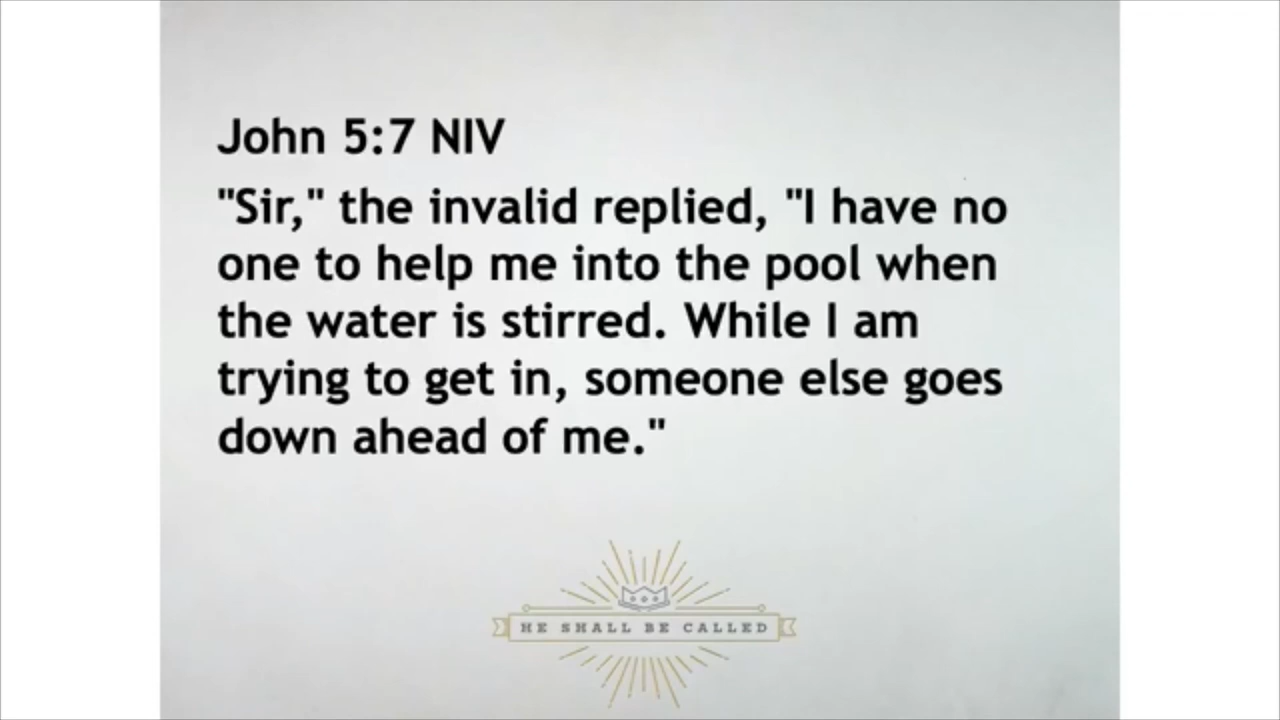 John 5:7 NIV
"Sir," the invalid replied, "I have no
one to help me into the pool when
the water is stirred. While I am
trying to get in, someone else goes
down ahead of me."
HE SHALL BE CALLED